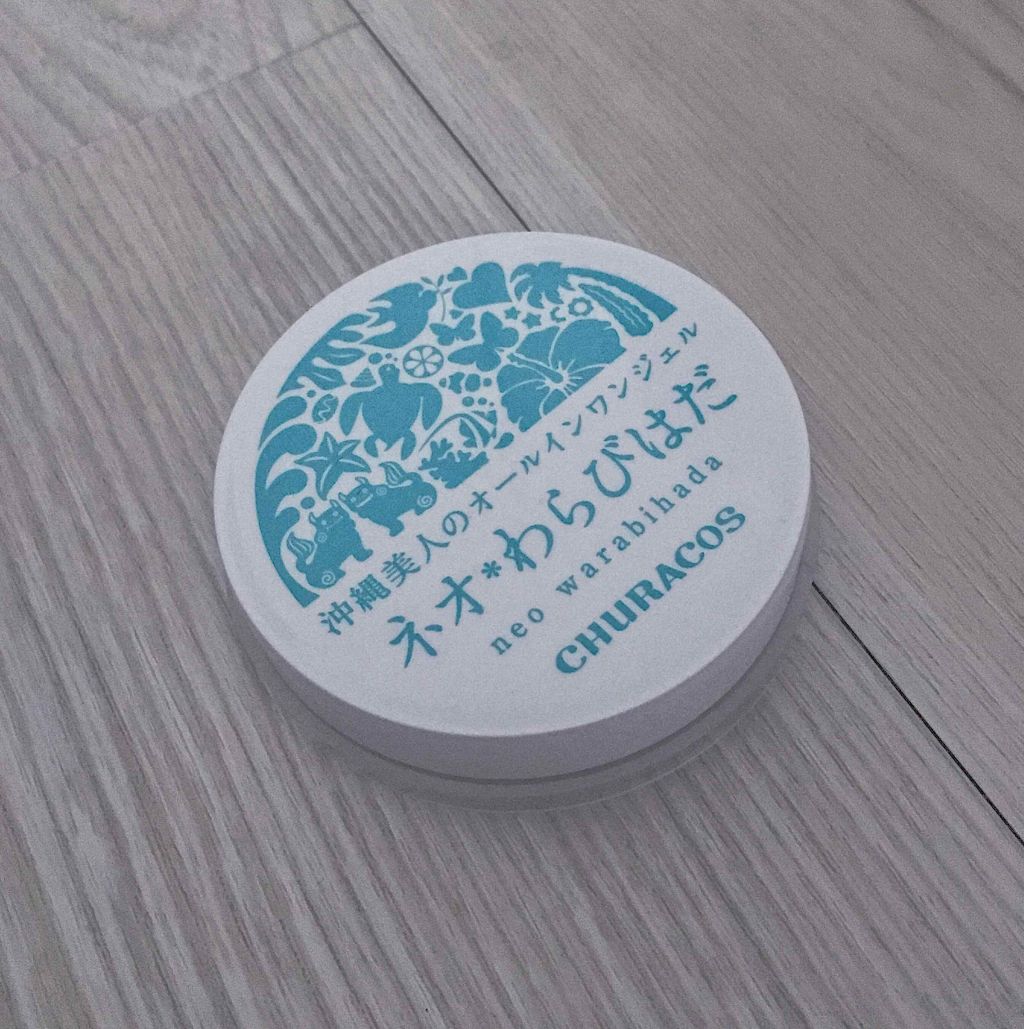 沖縄美人のオールインワンジェル
ネオ*わらびはだ
neo warabihada
CHURACOS